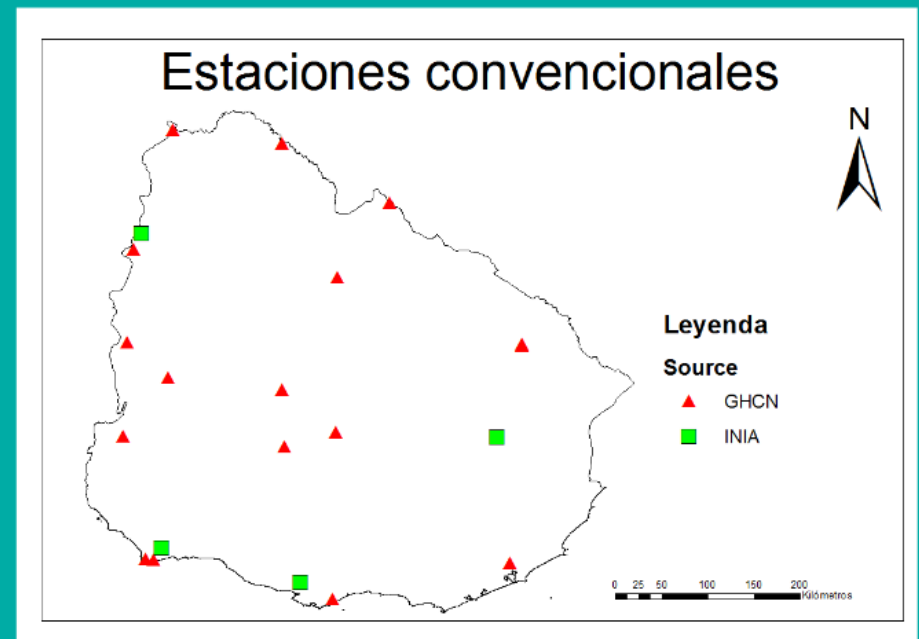 Estaciones convencionales
N
Leyenda
Source
GHCN
INIA
0 25 50 100 150 200
Kilómetros